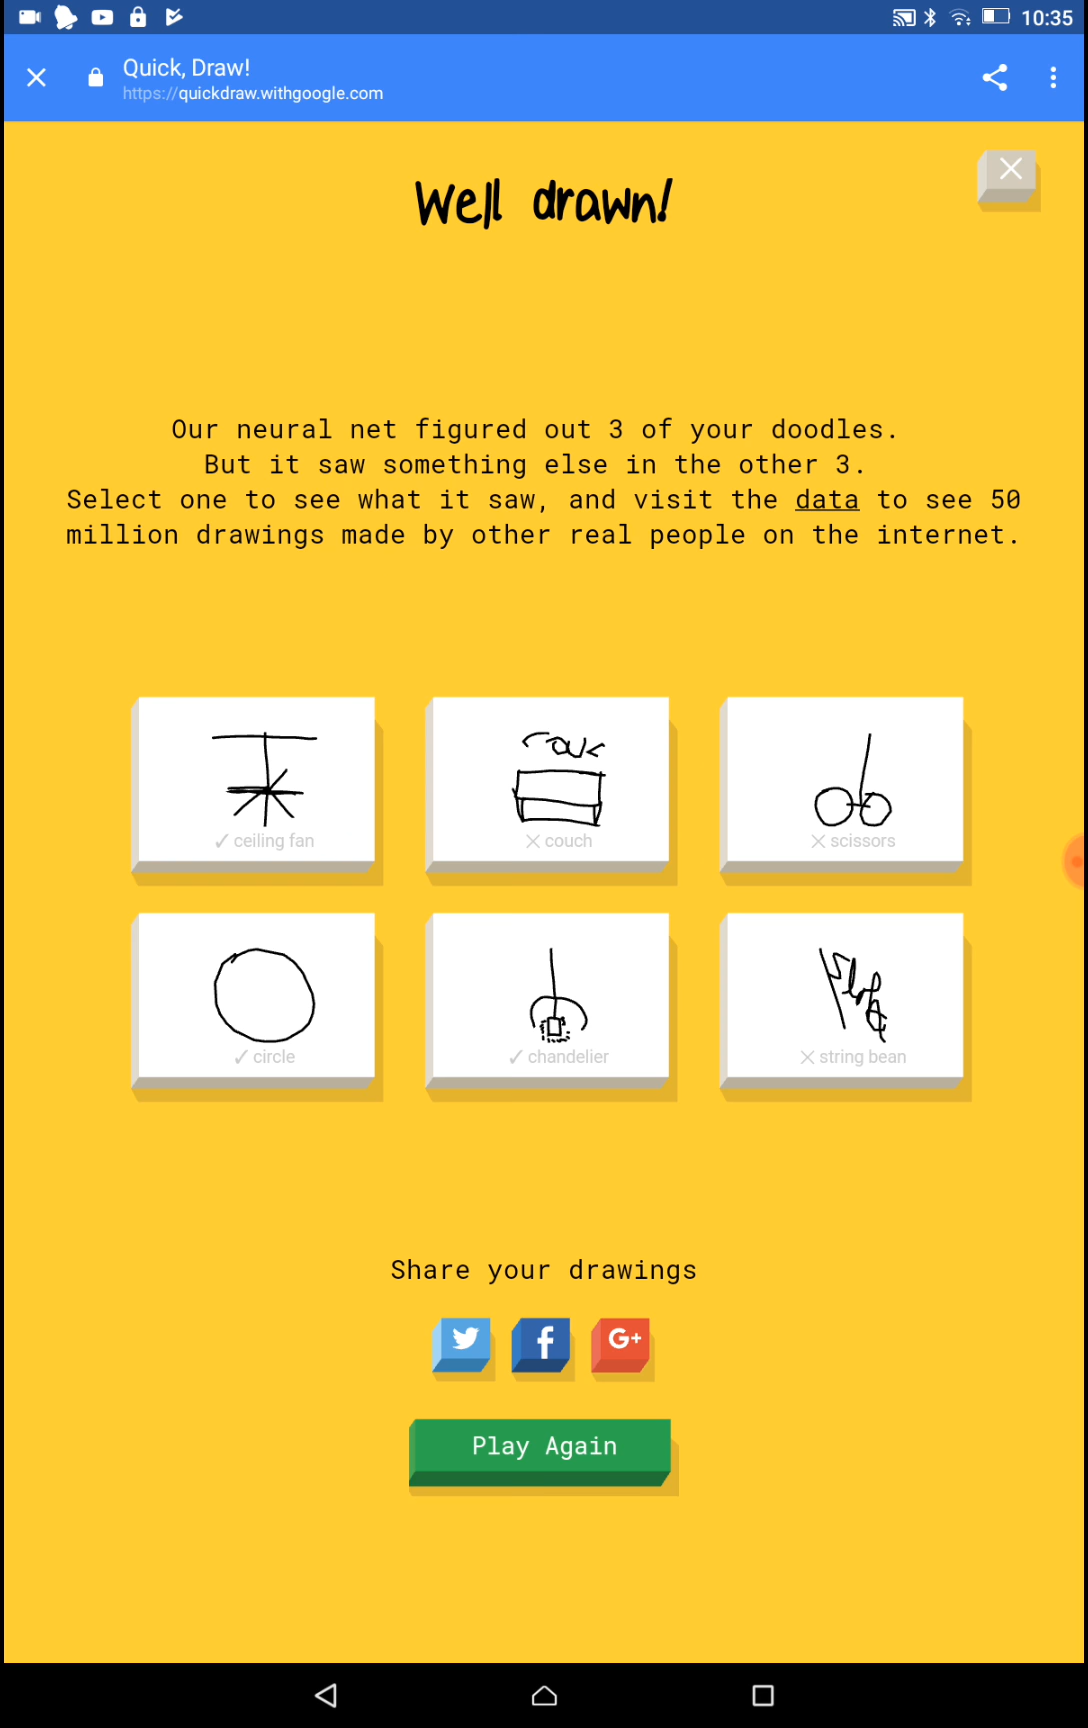 10:35
Quick, Draw!
https://quickdraw.withgoogle.com
Well drawn!
Our neural net figured out 3 of your doodles.
But it saw something else in the other 3.
Select one to see what it saw, and visit the data to see 50
million drawings made by other real people on the internet.
✓ ceiling fan
✕ couch
✕ scissors
✓ circle
✓ chandelier
✕ string bean
Share your drawings
f
G+
Play Again